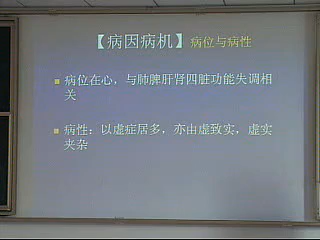 【病因病机】病位与病性
病位在心，与肺脾肝肾四脏功能失调相
关
病性：以虚症居多，亦由虚致实，虚实
夹杂